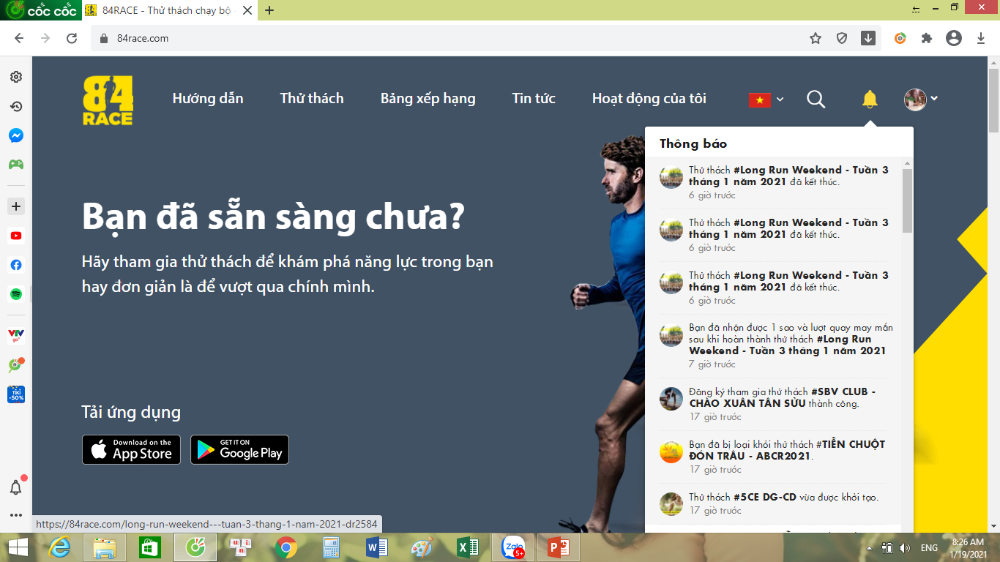 CỐC CỐC
84RACE - Thử thách chạy bộ
84race.com
84
RACE
Hướng dẫn
Thử thách
Bảng xếp hạng
Tin tức
Hoạt động của tôi
Bạn đã sẵn sàng chưa?
Hãy tham gia thử thách để khám phá năng lực trong bạn
hay đơn giản là để vượt qua chính mình.
Tải ứng dụng
Download on the
App Store
GET IT ON
Google Play
Thông báo
Thử thách #Long Run Weekend - Tuần 3
tháng 1 năm 2021 đã kết thúc.
6 giờ trước
Thử thách #Long Run Weekend - Tuần 3
tháng 1 năm 2021 đã kết thúc.
6 giờ trước
Thử thách #Long Run Weekend - Tuần 3
tháng 1 năm 2021 đã kết thúc.
6 giờ trước
Bạn đã nhận được 1 sao và lượt quay may mắn
sau khi hoàn thành thử thách #Long Run
Weekend - Tuần 3 tháng 1 năm 2021
7 giờ trước
Đăng ký tham gia thử thách #SBV CLUB -
CHÀO XUÂN TÂN SỬU thành công.
17 giờ trước
Bạn đã bị loại khỏi thử thách #TIỄN CHUỘT
ĐÓN TRÂU - ABCR2021.
17 giờ trước
Thử thách #5CE DG-CD vừa được khởi tạo.
17 giờ trước
VTV
go
TIKI
-50%
https://84race.com/long-run-weekend---tuan-3-thang-1-nam-2021-dr2584
Zalo
5+
ENG
8:26 AM
1/19/2021